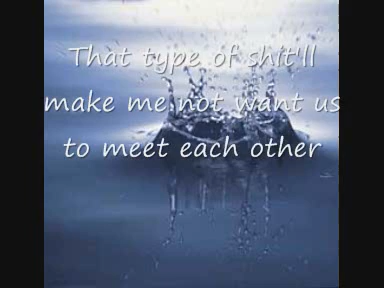 That type of shit'll
make me not want us
to meet each other